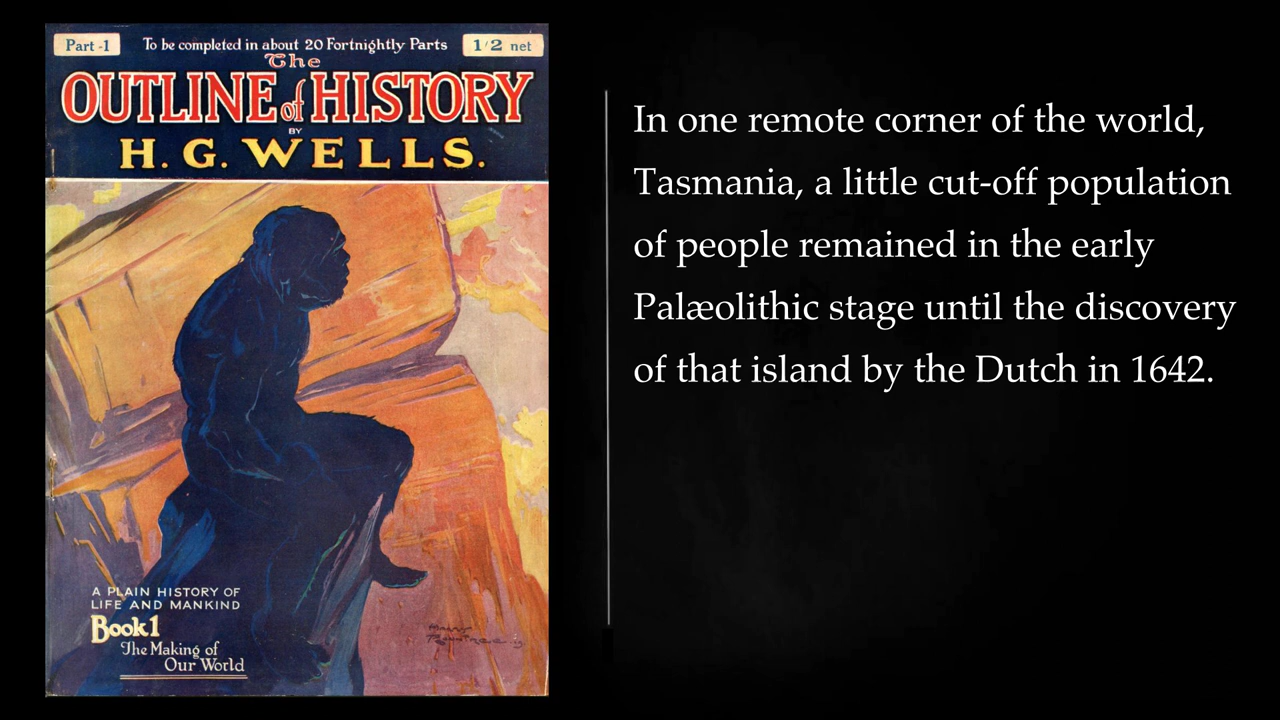 Part -1
To be completed in about 20 Fortnightly Parts
1/2 net
The
OUTLINE of HISTORY
BY
H. G. WELLS.
A PLAIN HISTORY OF
LIFE AND MANKIND
Book 1
The Making of
Our World
In one remote corner of the world,
Tasmania, a little cut-off population
of people remained in the early
Palæolithic stage until the discovery
of that island by the Dutch in 1642.